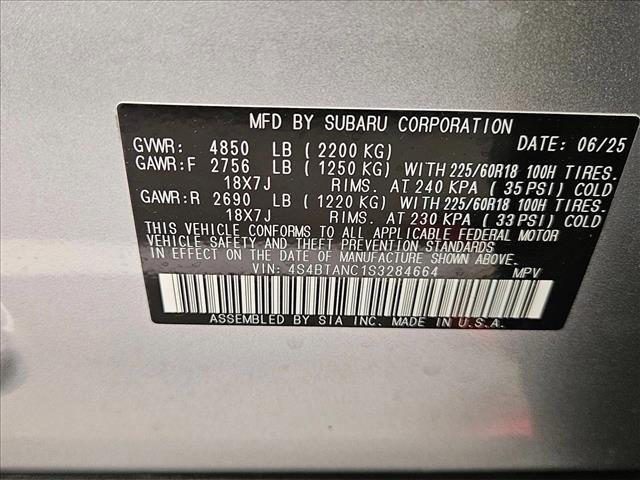 MFD BY SUBARU CORPORATION
GVWR: 4850 LB (2200 KG) DATE: 06/25
GAWR:F 2756 LB (1250 KG) WITH 225/60R18 100H TIRES.
18X7J RIMS. AT 240 KPA (35 PSI) COLD
GAWR:R 2690 LB (1220 KG) WITH 225/60R18 100H TIRES.
18X7J RIMS. AT 230 KPA (33 PSI) COLD
THIS VEHICLE CONFORMS TO ALL APPLICABLE FEDERAL MOTOR
VEHICLE SAFETY AND THEFT PREVENTION STANDARDS
IN EFFECT ON THE DATE OF MANUFACTURE SHOWN ABOVE.
VIN: 4S4BTANC1S3284664 MPV
ASSEMBLED BY SIA INC. MADE IN U.S.A.